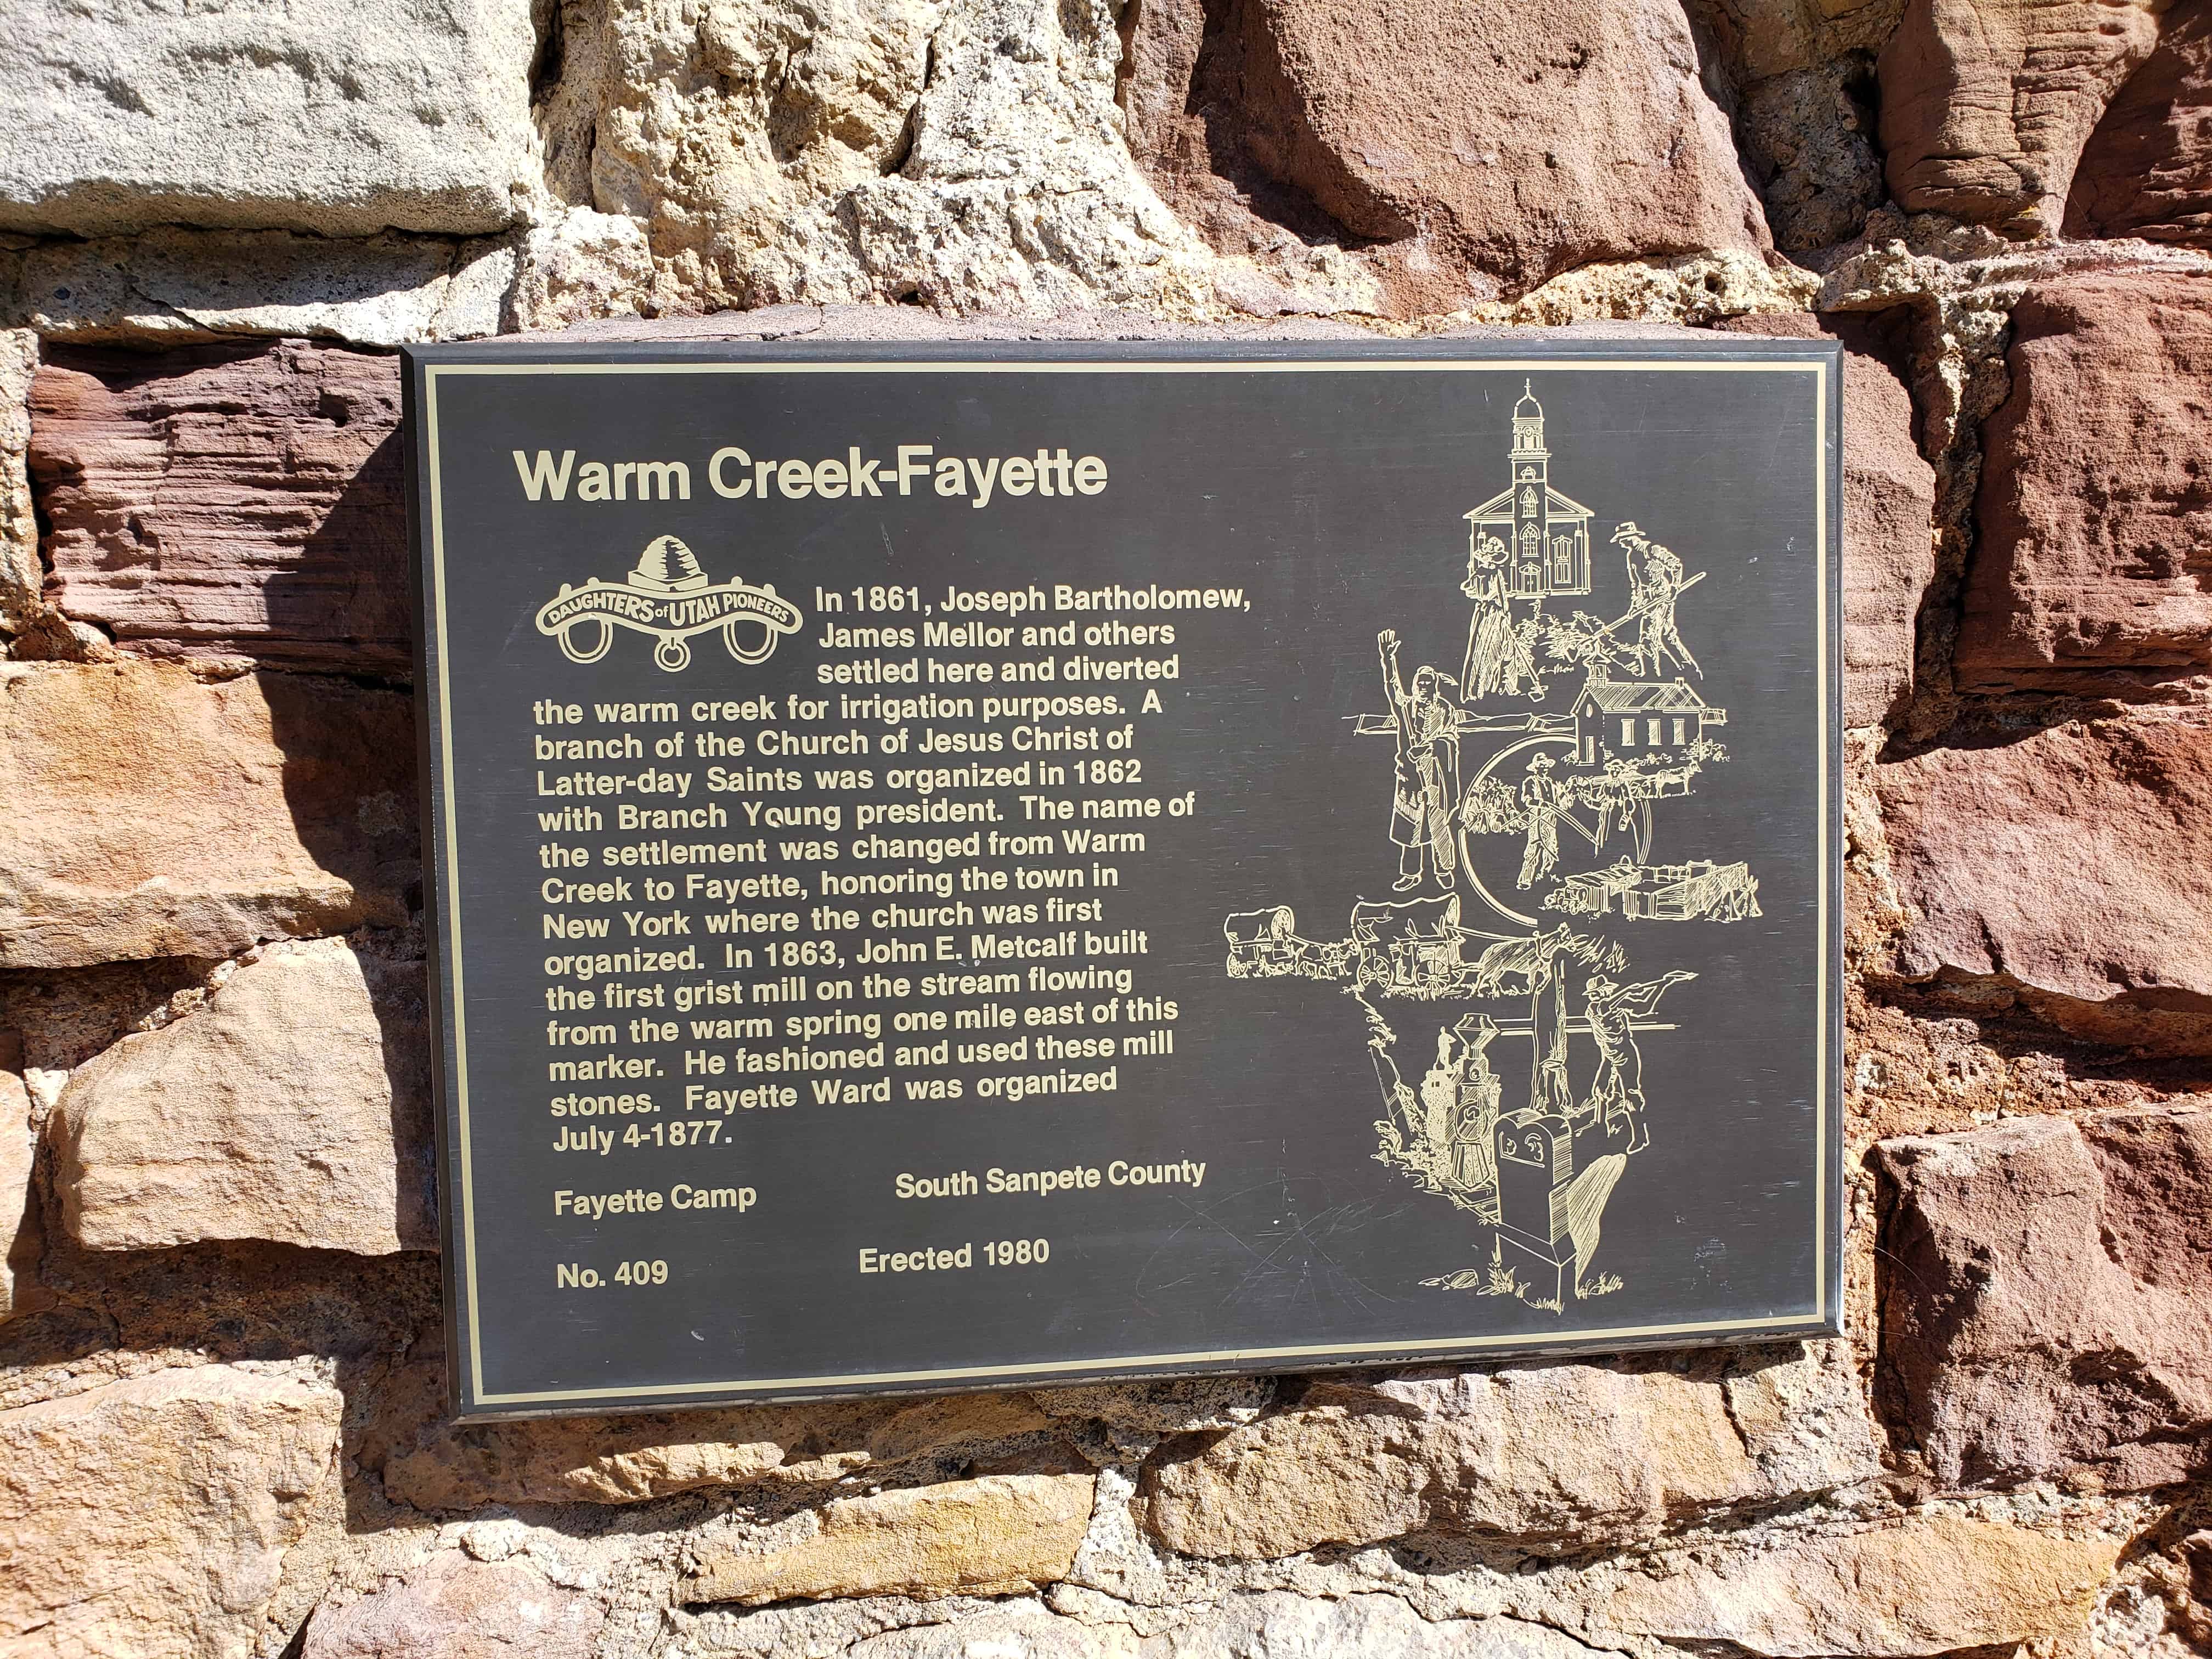 Warm Creek-Fayette
DAUGHTERS of UTAH PIONEERS
In 1861, Joseph Bartholomew,
James Mellor and others
settled here and diverted
the warm creek for irrigation purposes. A
branch of the Church of Jesus Christ of
Latter-day Saints was organized in 1862
with Branch Young president. The name of
the settlement was changed from Warm
Creek to Fayette, honoring the town in
New York where the church was first
organized. In 1863, John E. Metcalf built
the first grist mill on the stream flowing
from the warm spring one mile east of this
marker. He fashioned and used these mill
stones. Fayette Ward was organized
July 4-1877.
Fayette Camp South Sanpete County
No. 409 Erected 1980